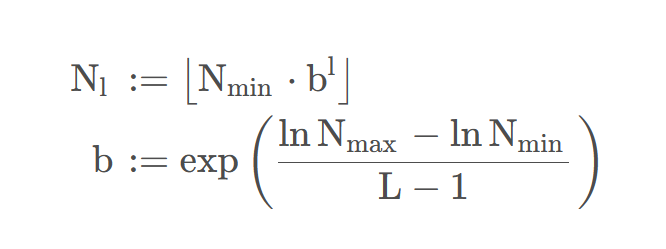 N_l := ⌊N_min · b^l⌋
b := exp( (ln N_max − ln N_min) / (L − 1) )